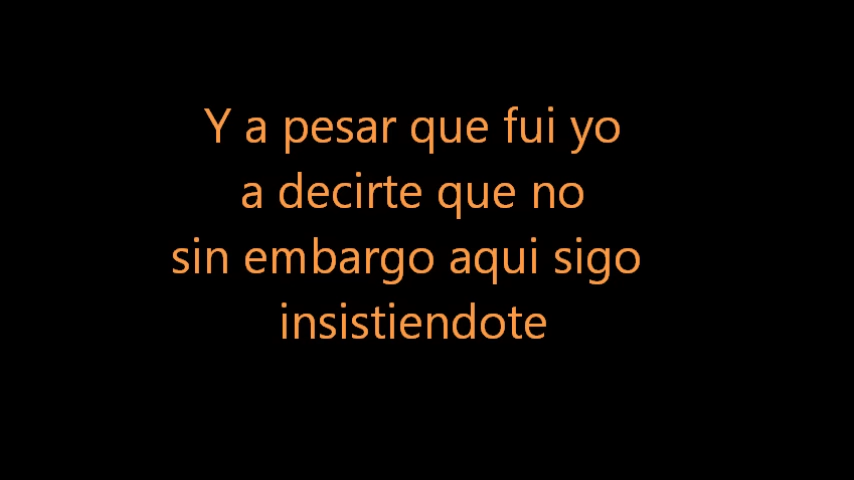 Y a pesar que fui yo
a decirte que no
sin embargo aqui sigo
insistiendote